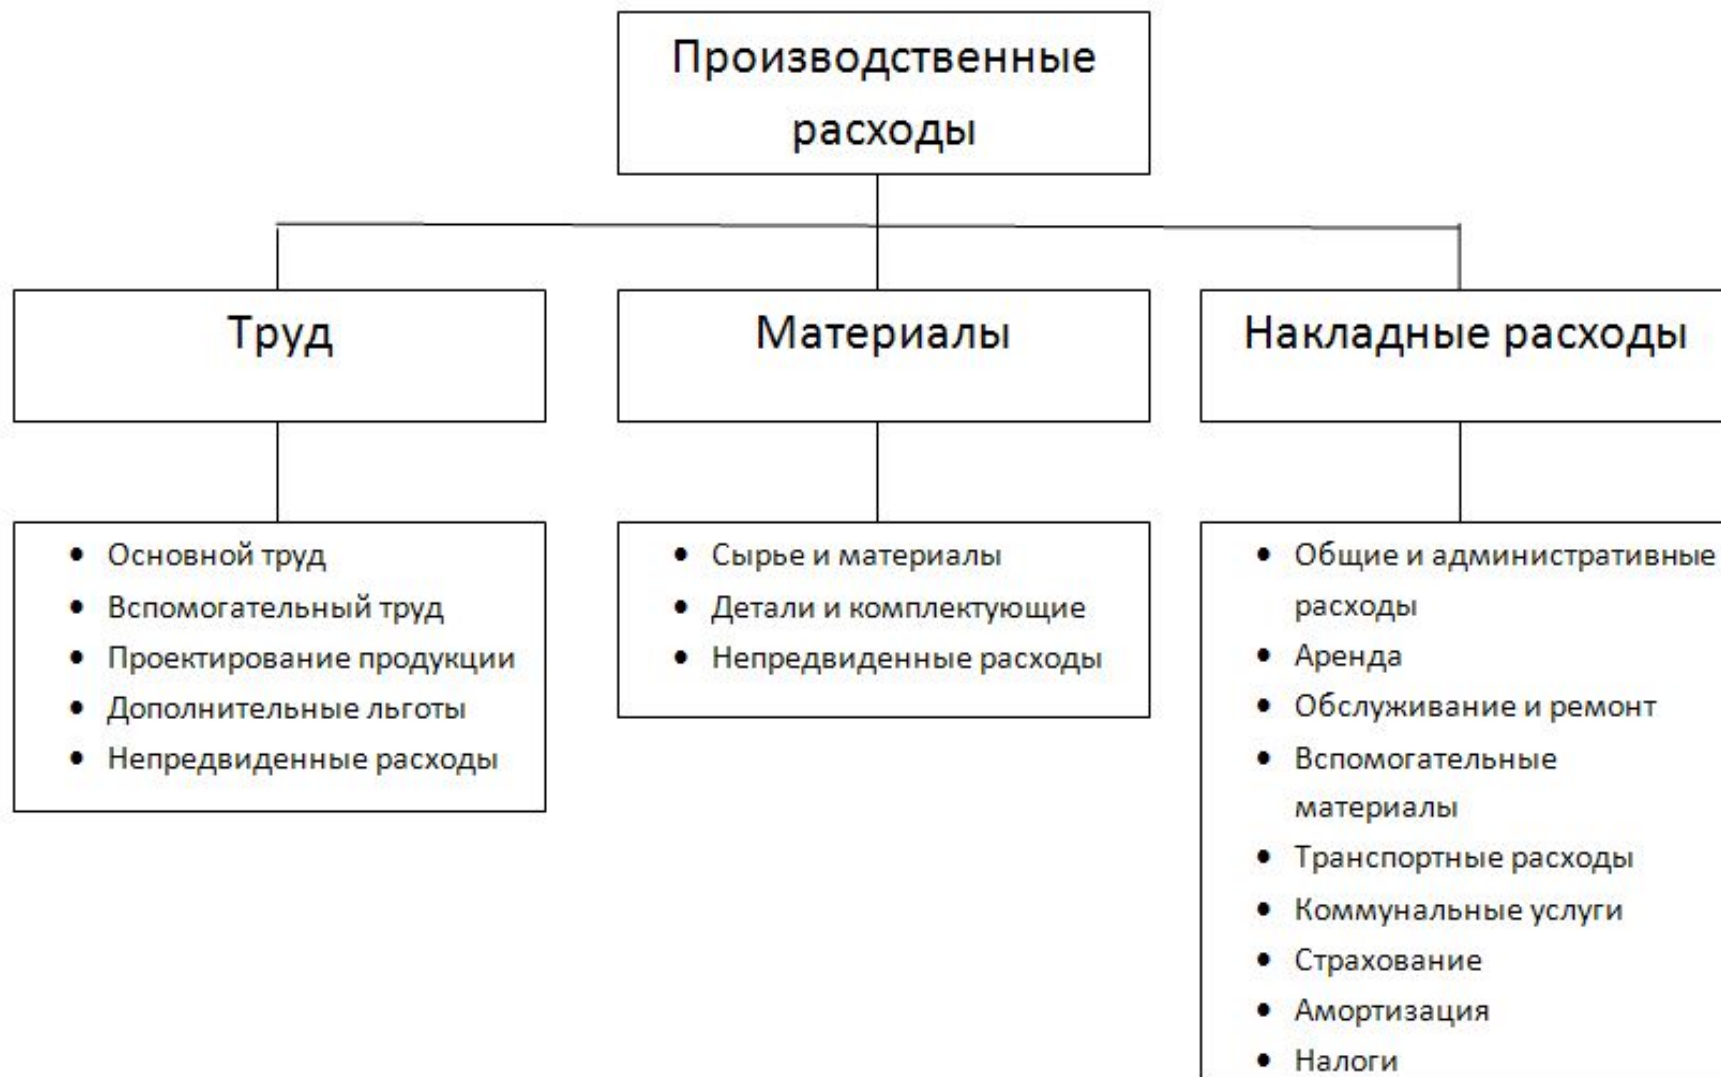 Производственные
расходы
Труд
Материалы
Накладные расходы
• Основной труд
• Вспомогательный труд
• Проектирование продукции
• Дополнительные льготы
• Непредвиденные расходы
• Сырье и материалы
• Детали и комплектующие
• Непредвиденные расходы
• Общие и административные
расходы
• Аренда
• Обслуживание и ремонт
• Вспомогательные
материалы
• Транспортные расходы
• Коммунальные услуги
• Страхование
• Амортизация
• Налоги